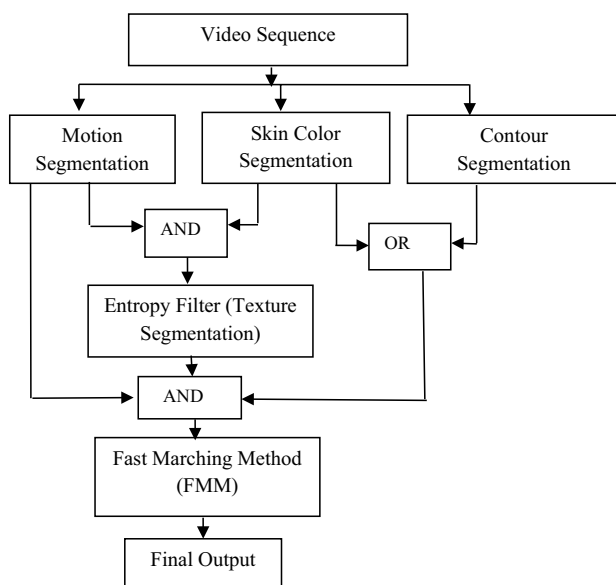 Video Sequence
Motion
Segmentation
Skin Color
Segmentation
Contour
Segmentation
AND
OR
Entropy Filter (Texture
Segmentation)
AND
Fast Marching Method
(FMM)
Final Output